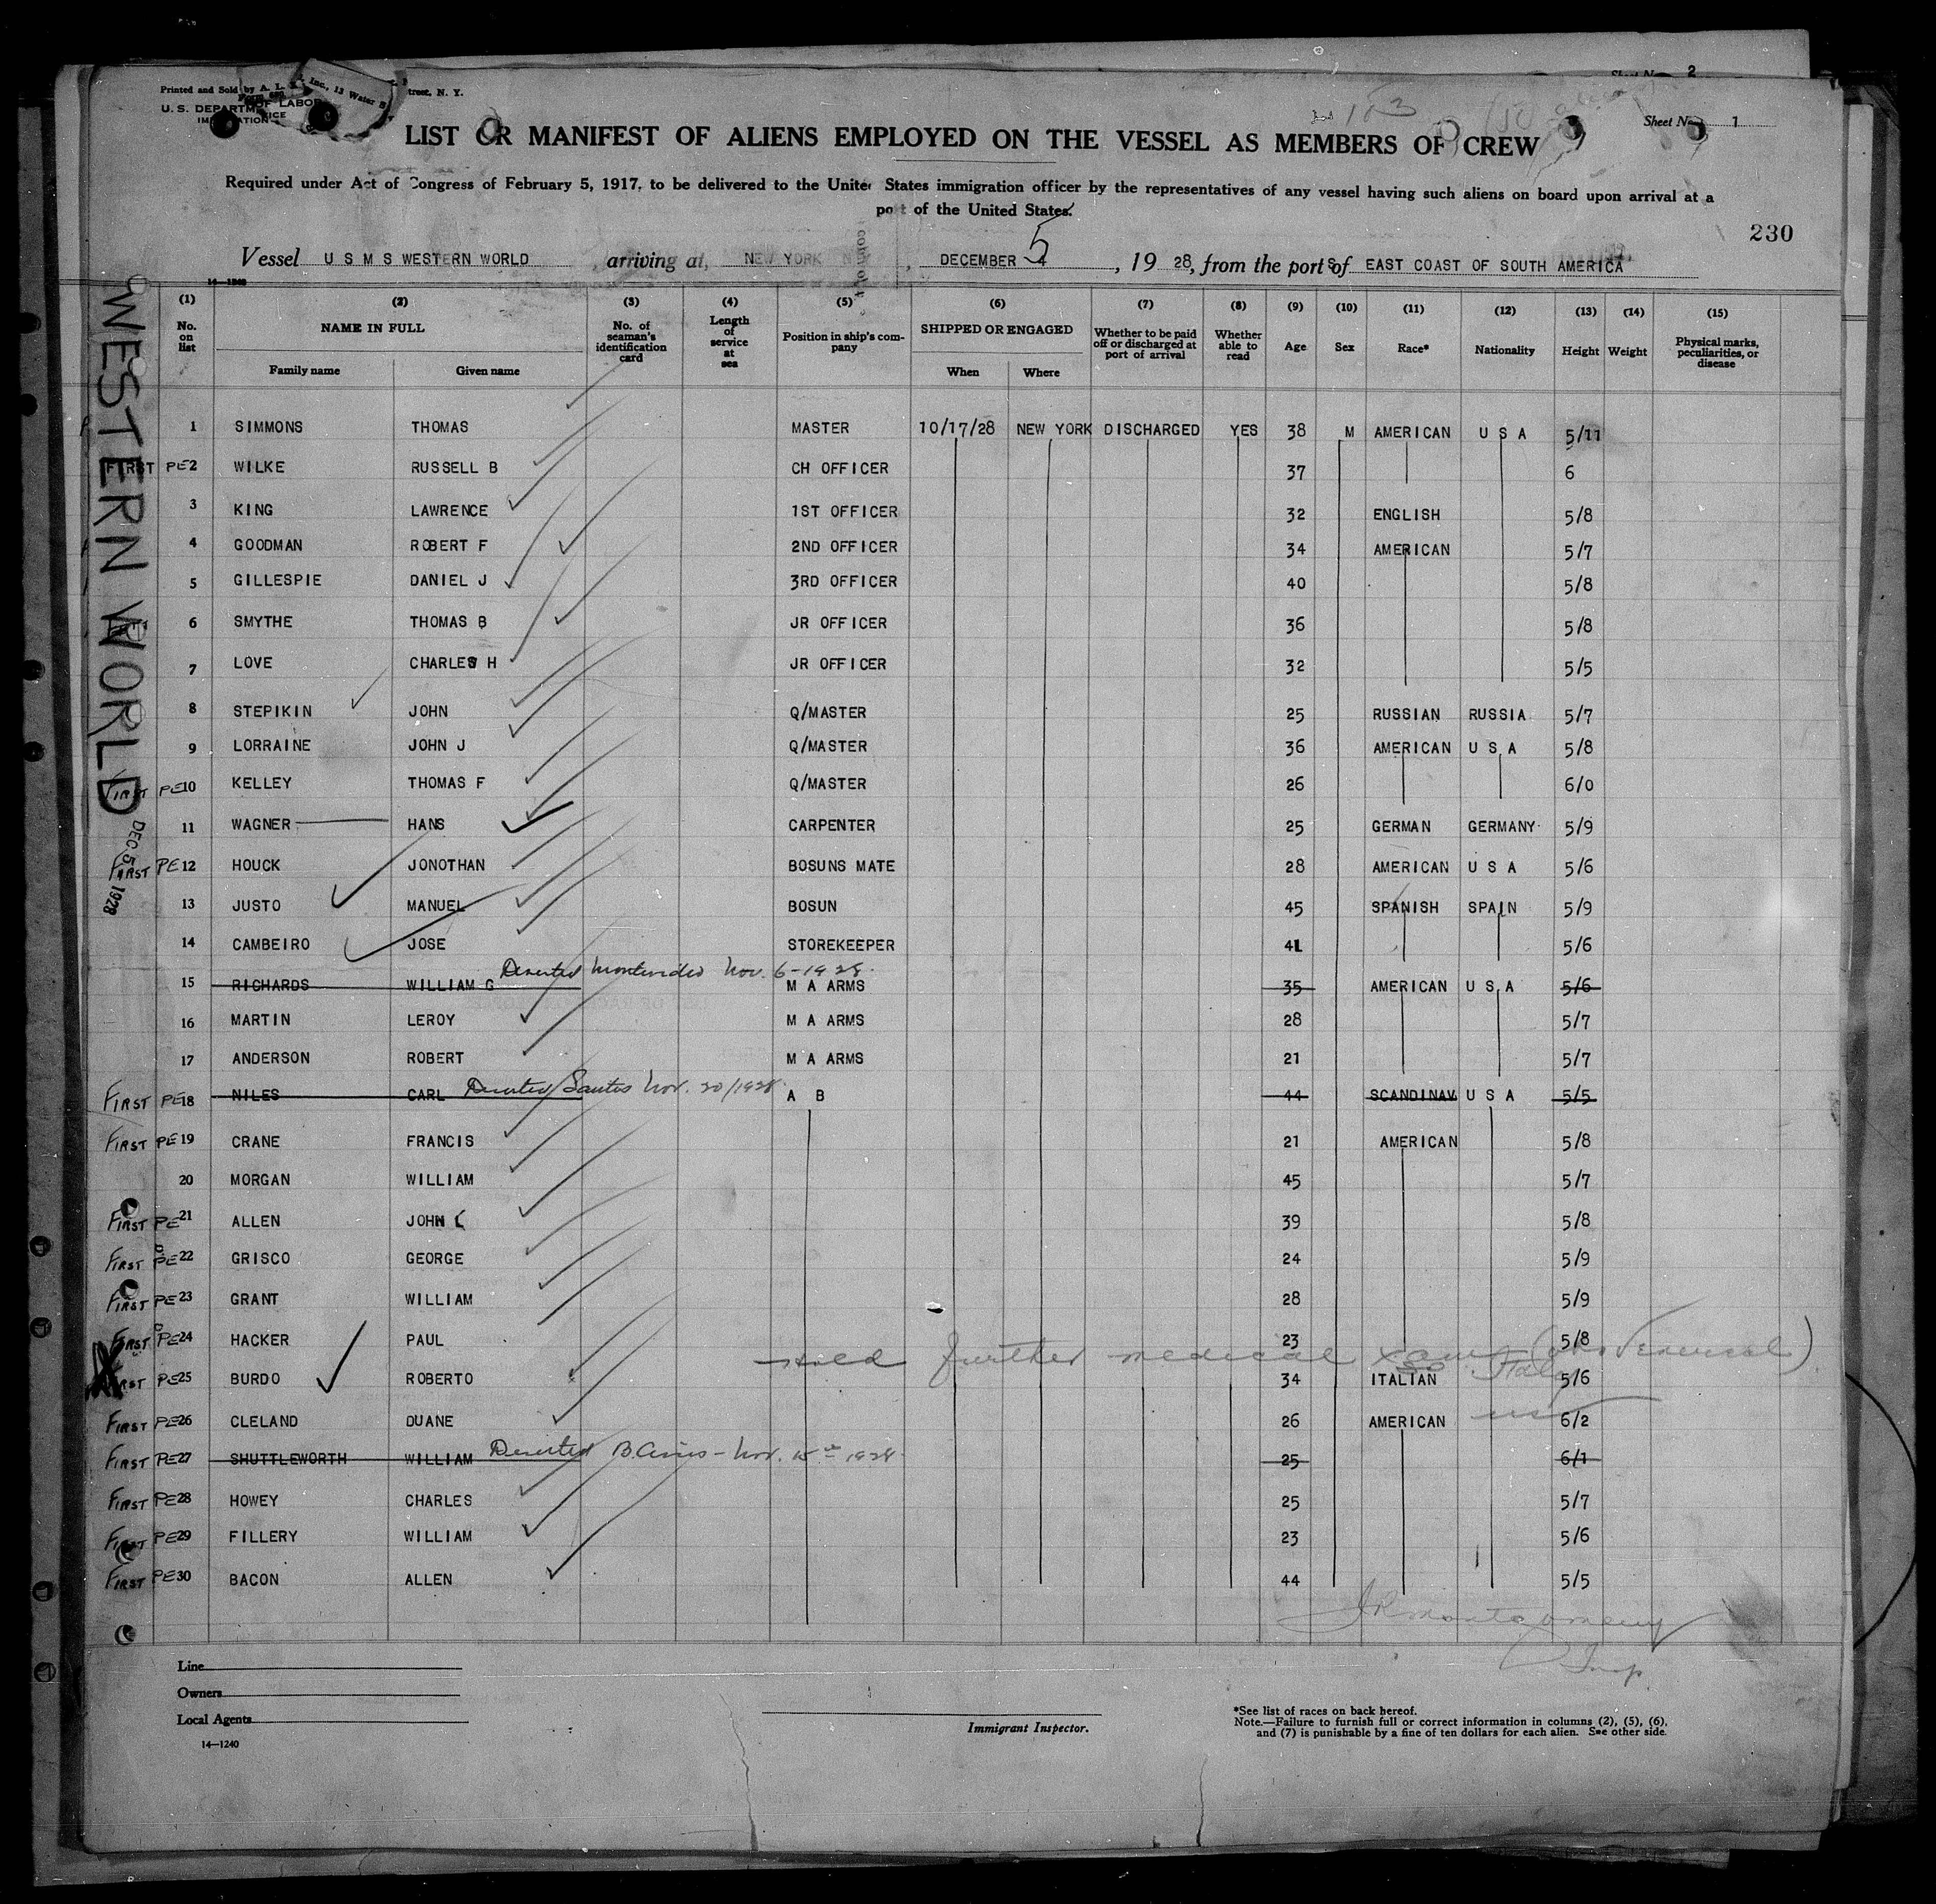 Sheet No. 2
Printed and Sold by A. L. Inc., 13 Water Street, N. Y.
U. S. DEPARTMENT OF LABOR
IMMIGRATION SERVICE
Sheet No. 1
LIST OR MANIFEST OF ALIENS EMPLOYED ON THE VESSEL AS MEMBERS OF CREW
Required under Act of Congress of February 5, 1917, to be delivered to the United States immigration officer by the representatives of any vessel having such aliens on board upon arrival at a
port of the United States.
230
Vessel U S M S WESTERN WORLD, arriving at, NEW YORK N Y, DECEMBER 5, 19 28, from the ports of EAST COAST OF SOUTH AMERICA
14—1240
WESTERN WORLD
DEC 5 1928
(1) (2) (3) (4) (5) (6) (7) (8) (9) (10) (11) (12) (13) (14) (15)
No. on list NAME IN FULL No. of seaman's identification card Length of service at sea Position in ship's company SHIPPED OR ENGAGED Whether to be paid off or discharged at port of arrival Whether able to read Age Sex Race* Nationality Height Weight Physical marks, peculiarities, or disease
Family name Given name When Where
1 SIMMONS THOMAS MASTER 10/17/28 NEW YORK DISCHARGED YES 38 M AMERICAN U S A 5/11
FIRST PE 2 WILKE RUSSELL B CH OFFICER 37 6
3 KING LAWRENCE 1ST OFFICER 32 ENGLISH 5/8
4 GOODMAN ROBERT F 2ND OFFICER 34 AMERICAN 5/7
5 GILLESPIE DANIEL J 3RD OFFICER 40 5/8
6 SMYTHE THOMAS B JR OFFICER 36 5/8
7 LOVE CHARLES H JR OFFICER 32 5/5
8 STEPIKIN JOHN Q/MASTER 25 RUSSIAN RUSSIA 5/7
9 LORRAINE JOHN J Q/MASTER 36 AMERICAN U S A 5/8
FIRST PE 10 KELLEY THOMAS F Q/MASTER 26 6/0
11 WAGNER HANS CARPENTER 25 GERMAN GERMANY 5/9
FIRST PE 12 HOUCK JONOTHAN BOSUNS MATE 28 AMERICAN U S A 5/6
13 JUSTO MANUEL BOSUN 45 SPANISH SPAIN 5/9
14 CAMBEIRO JOSE STOREKEEPER 41 5/6
Deserted Montevideo Nov. 6-1928.
15 RICHARDS WILLIAM G M A ARMS 35 AMERICAN U S A 5/6
16 MARTIN LEROY M A ARMS 28 5/7
17 ANDERSON ROBERT M A ARMS 21 5/7
Deserted Santos Nov. 20/1928.
FIRST PE 18 NILES CARL A B 44 SCANDINAV U S A 5/5
FIRST PE 19 CRANE FRANCIS 21 AMERICAN 5/8
20 MORGAN WILLIAM 45 5/7
FIRST PE 21 ALLEN JOHN L 39 5/8
FIRST PE 22 GRISCO GEORGE 24 5/9
FIRST PE 23 GRANT WILLIAM 28 5/9
FIRST PE 24 HACKER PAUL 23 5/8
further medical exam
FIRST PE 25 BURDO ROBERTO 34 ITALIAN Italy 5/6
FIRST PE 26 CLELAND DUANE 26 AMERICAN 6/2
Deserted B. Aires - Nov. 15th 1928.
FIRST PE 27 SHUTTLEWORTH WILLIAM 25 6/1
FIRST PE 28 HOWEY CHARLES 25 5/7
FIRST PE 29 FILLERY WILLIAM 23 5/6
FIRST PE 30 BACON ALLEN 44 5/5
JR Montgomery
Insp.
Line
Owners
Local Agents
14—1240
Immigrant Inspector.
*See list of races on back hereof.
Note.—Failure to furnish full or correct information in columns (2), (5), (6),
and (7) is punishable by a fine of ten dollars for each alien. See other side.